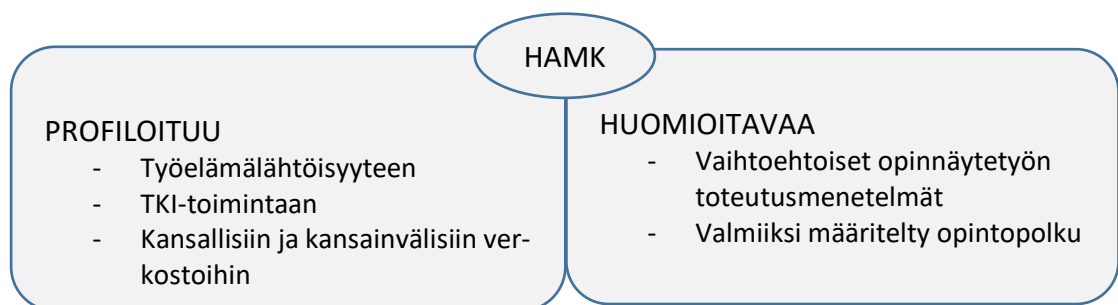 HAMK
PROFILOITUU
- Työelämälähtöisyyteen
- TKI-toimintaan
- Kansallisiin ja kansainvälisiin ver-
kostoihin
HUOMIOITAVAA
- Vaihtoehtoiset opinnäytetyön
toteutusmenetelmät
- Valmiiksi määritelty opintopolku